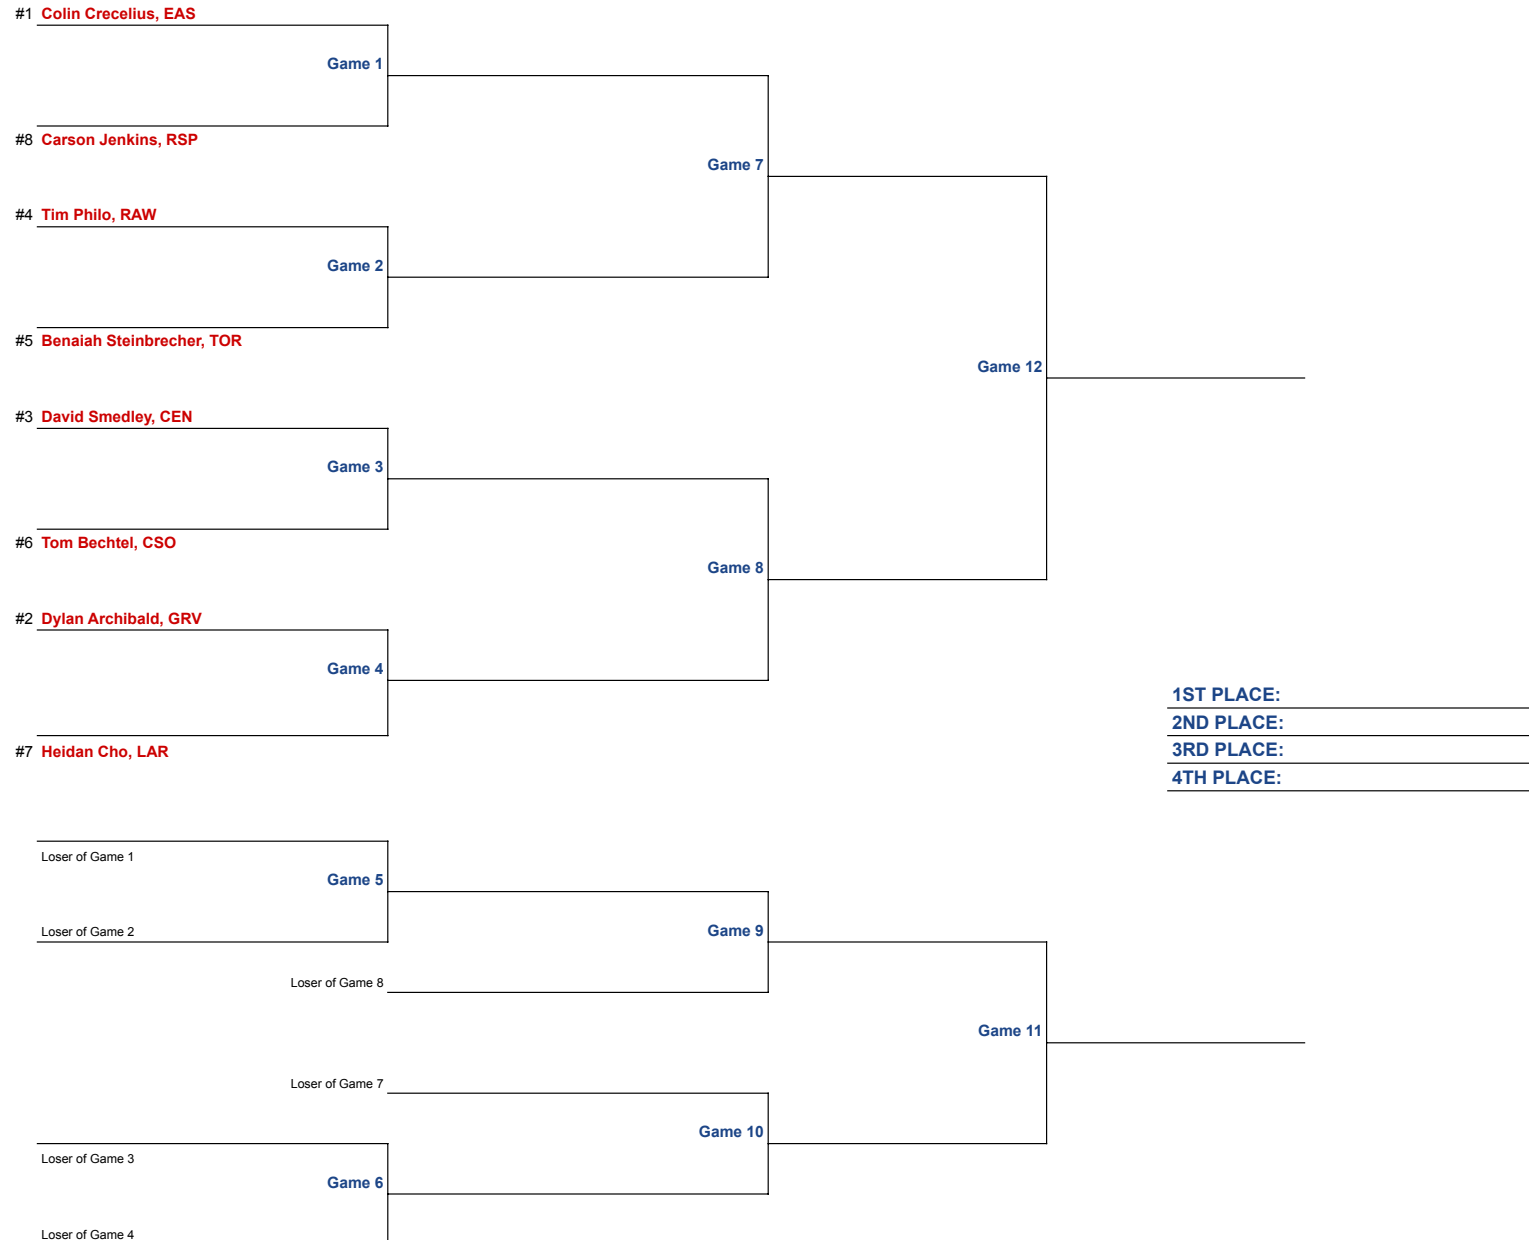 #1 Colin Crecelius, EAS
Game 1
#8 Carson Jenkins, RSP
Game 7
#4 Tim Philo, RAW
Game 2
#5 Benaiah Steinbrecher, TOR
Game 12
#3 David Smedley, CEN
Game 3
#6 Tom Bechtel, CSO
Game 8
#2 Dylan Archibald, GRV
Game 4
1ST PLACE:
2ND PLACE:
#7 Heidan Cho, LAR
3RD PLACE:
4TH PLACE:
Loser of Game 1
Game 5
Loser of Game 2
Game 9
Loser of Game 8
Game 11
Loser of Game 7
Game 10
Loser of Game 3
Game 6
Loser of Game 4